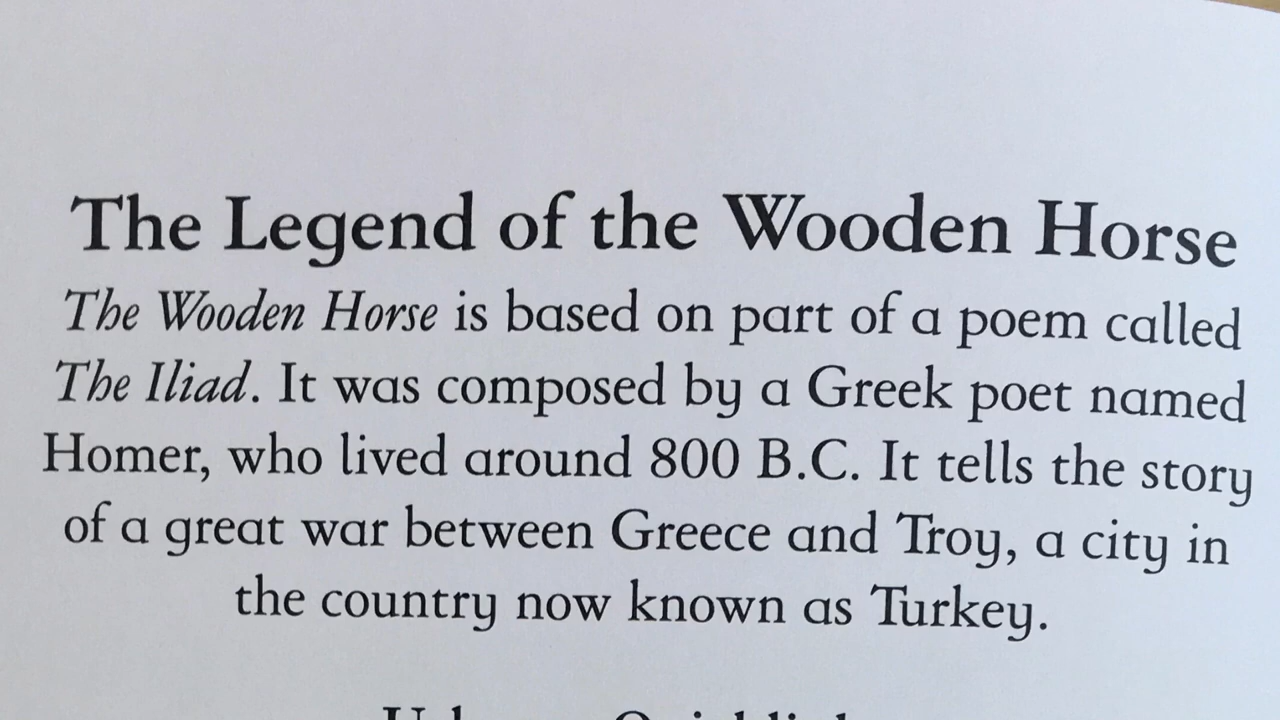 The Legend of the Wooden Horse
The Wooden Horse is based on part of a poem called
The Iliad. It was composed by a Greek poet named
Homer, who lived around 800 B.C. It tells the story
of a great war between Greece and Troy, a city in
the country now known as Turkey.